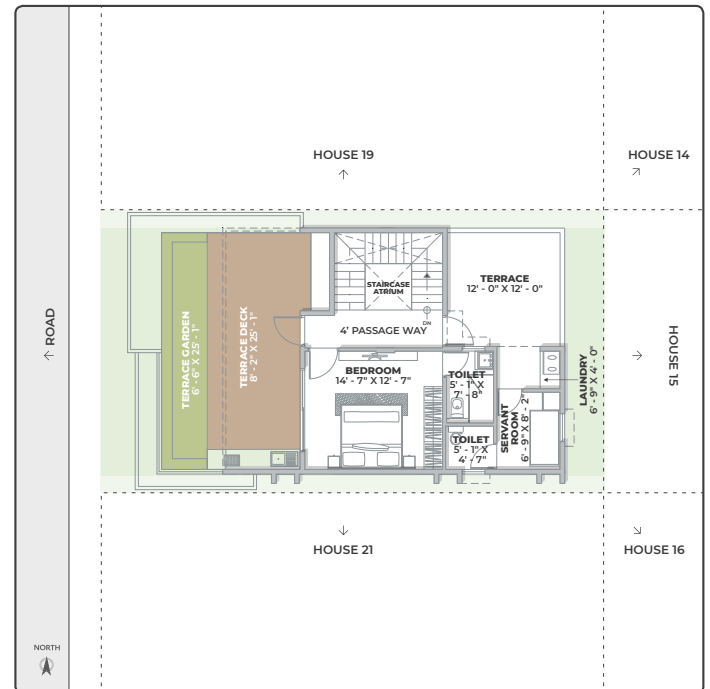 HOUSE 19
HOUSE 14
ROAD
TERRACE
12' - 0" X 12' - 0"
STAIRCASE
ATRIUM
DN
4' PASSAGE WAY
TERRACE GARDEN
6' - 6" X 25' - 1"
TERRACE DECK
8' - 2" X 25' - 1"
BEDROOM
14' - 7" X 12' - 7"
TOILET
5' - 1" X
7' - 8"
TOILET
5' - 1" X
4' - 7"
SERVANT
ROOM
6' - 9" X 8' - 2"
LAUNDRY
6' - 9" X 4' - 0"
HOUSE 15
HOUSE 21
HOUSE 16
NORTH